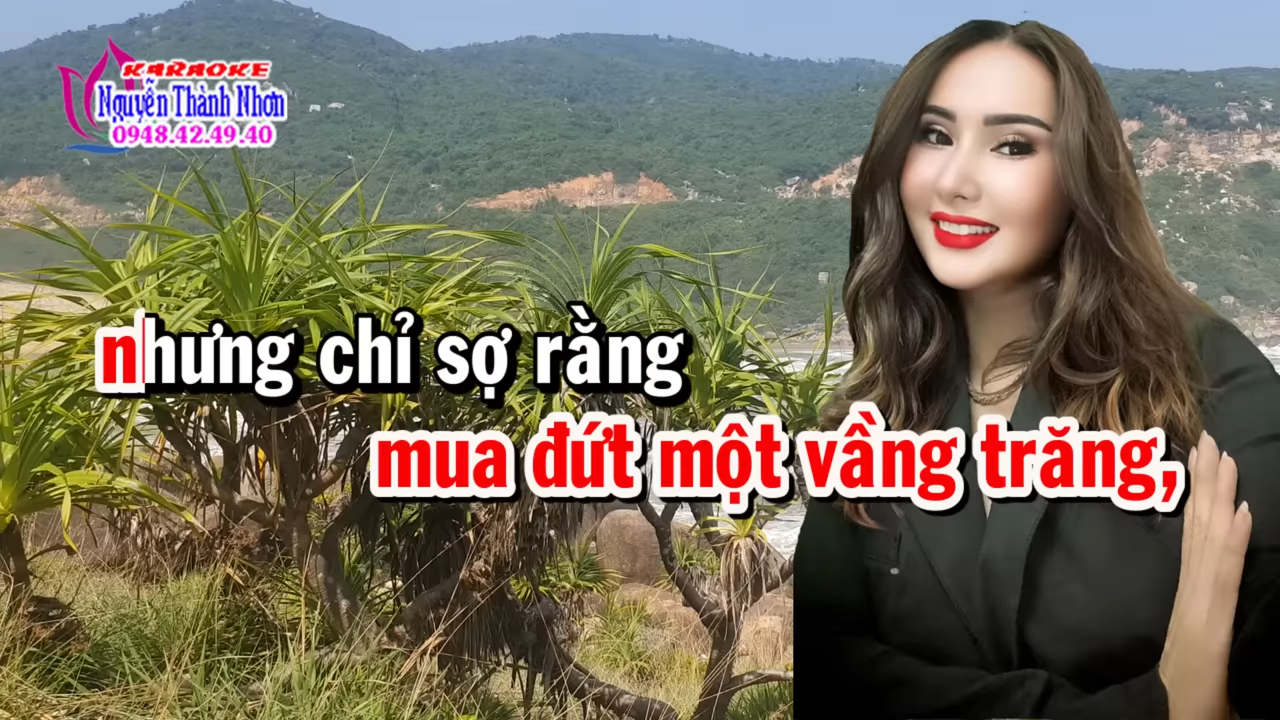 KARAOKE
Nguyễn Thành Nhơn
0948.42.49.40
nhưng chỉ sợ rằng
mua đứt một vầng trăng,